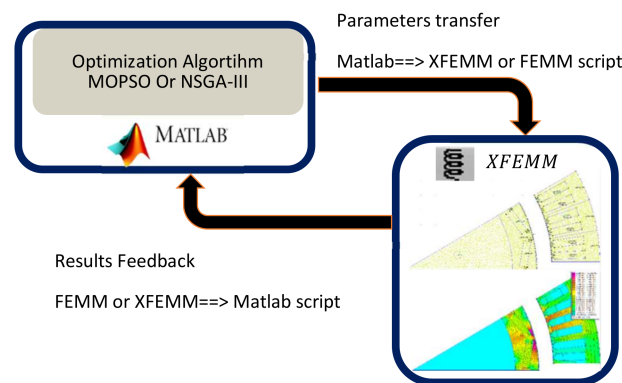 Parameters transfer
Optimization Algortihm
MOPSO Or NSGA-III
Matlab==> XFEMM or FEMM script
MATLAB
XFEMM
Results Feedback
FEMM or XFEMM==> Matlab script